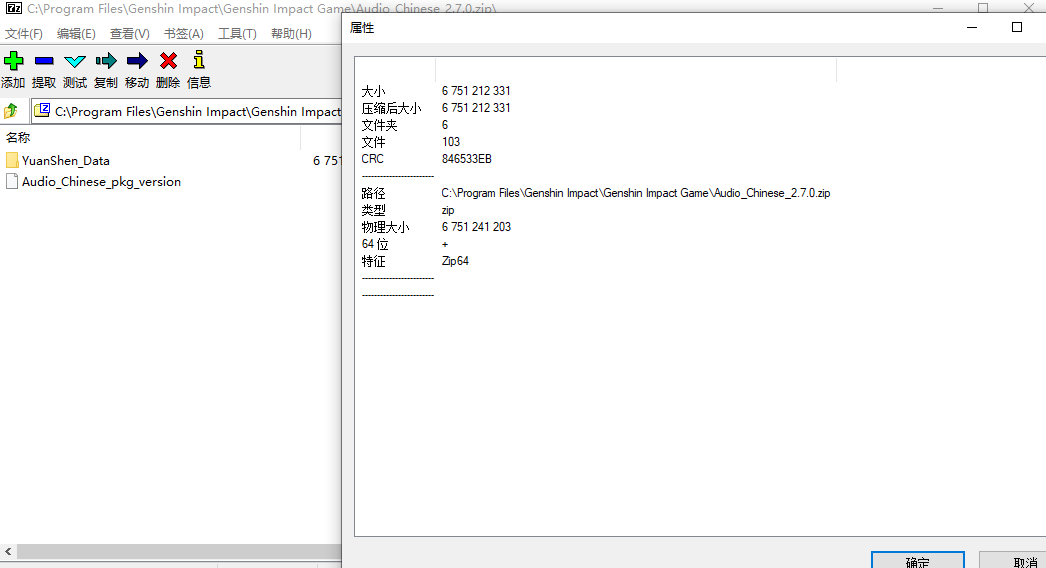 C:\Program Files\Genshin Impact\Genshin Impact Game\Audio_Chinese_2.7.0.zip\
文件(F) 编辑(E) 查看(V) 书签(A) 工具(T) 帮助(H)
添加 提取 测试 复制 移动 删除 信息
C:\Program Files\Genshin Impact\Genshin Impact
名称
YuanShen_Data 6 751
Audio_Chinese_pkg_version
属性
大小 6 751 212 331
压缩后大小 6 751 212 331
文件夹 6
文件 103
CRC 846533EB
------------------------
路径 C:\Program Files\Genshin Impact\Genshin Impact Game\Audio_Chinese_2.7.0.zip
类型 zip
物理大小 6 751 241 203
64 位 +
特征 Zip64
------------------------
------------------------
确定 取消